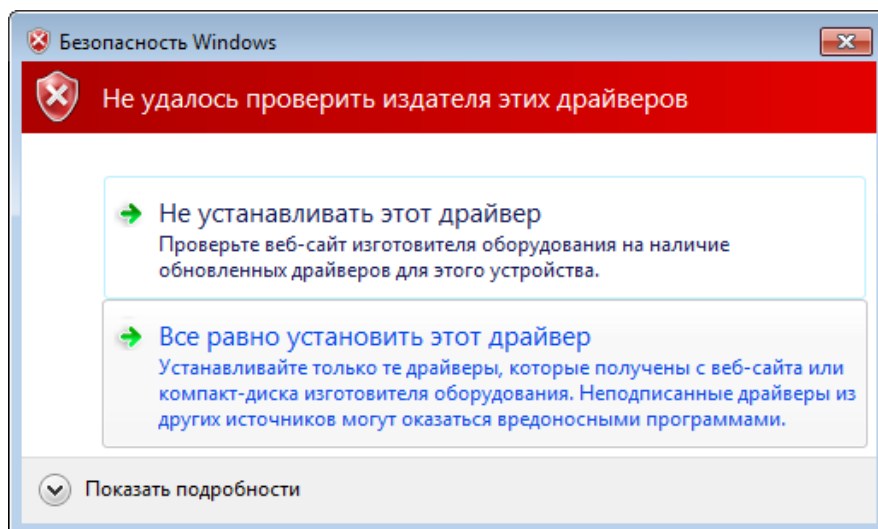 Безопасность Windows
Не удалось проверить издателя этих драйверов
Не устанавливать этот драйвер
Проверьте веб-сайт изготовителя оборудования на наличие
обновленных драйверов для этого устройства.
Все равно установить этот драйвер
Устанавливайте только те драйверы, которые получены с веб-сайта или
компакт-диска изготовителя оборудования. Неподписанные драйверы из
других источников могут оказаться вредоносными программами.
Показать подробности